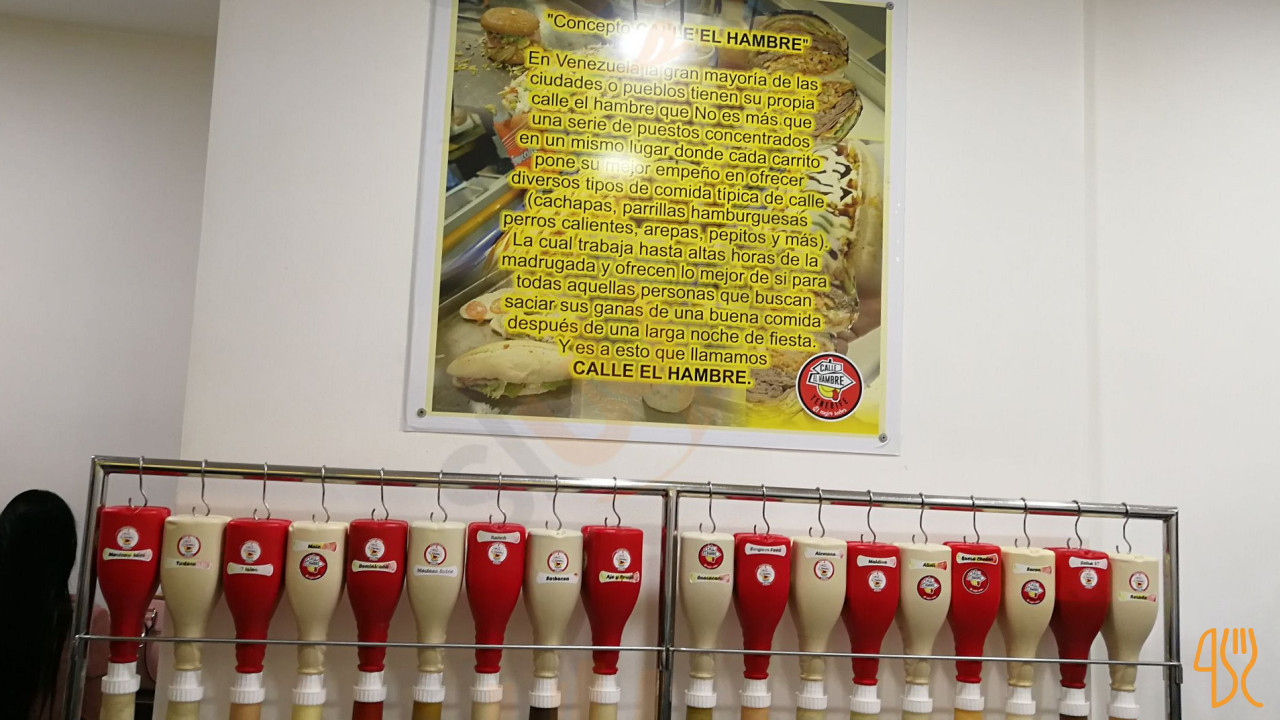 "Concepto CALLE EL HAMBRE"
En Venezuela la gran mayoría de las
ciudades o pueblos tienen su propia
calle el hambre que No es más que
una serie de puestos concentrados
en un mismo lugar donde cada carrito
pone su mejor empeño en ofrecer
diversos tipos de comida típica de calle
(cachapas, parrillas hamburguesas
perros calientes, arepas, pepitos y más).
La cual trabaja hasta altas horas de la
madrugada y ofrecen lo mejor de si para
todas aquellas personas que buscan
saciar sus ganas de una buena comida
después de una larga noche de fiesta.
Y es a esto que llamamos
CALLE EL HAMBRE.
CALLE
EL HAMBRE
TENERIFE
Tartara
Maiz
Barbacoa
Alemana